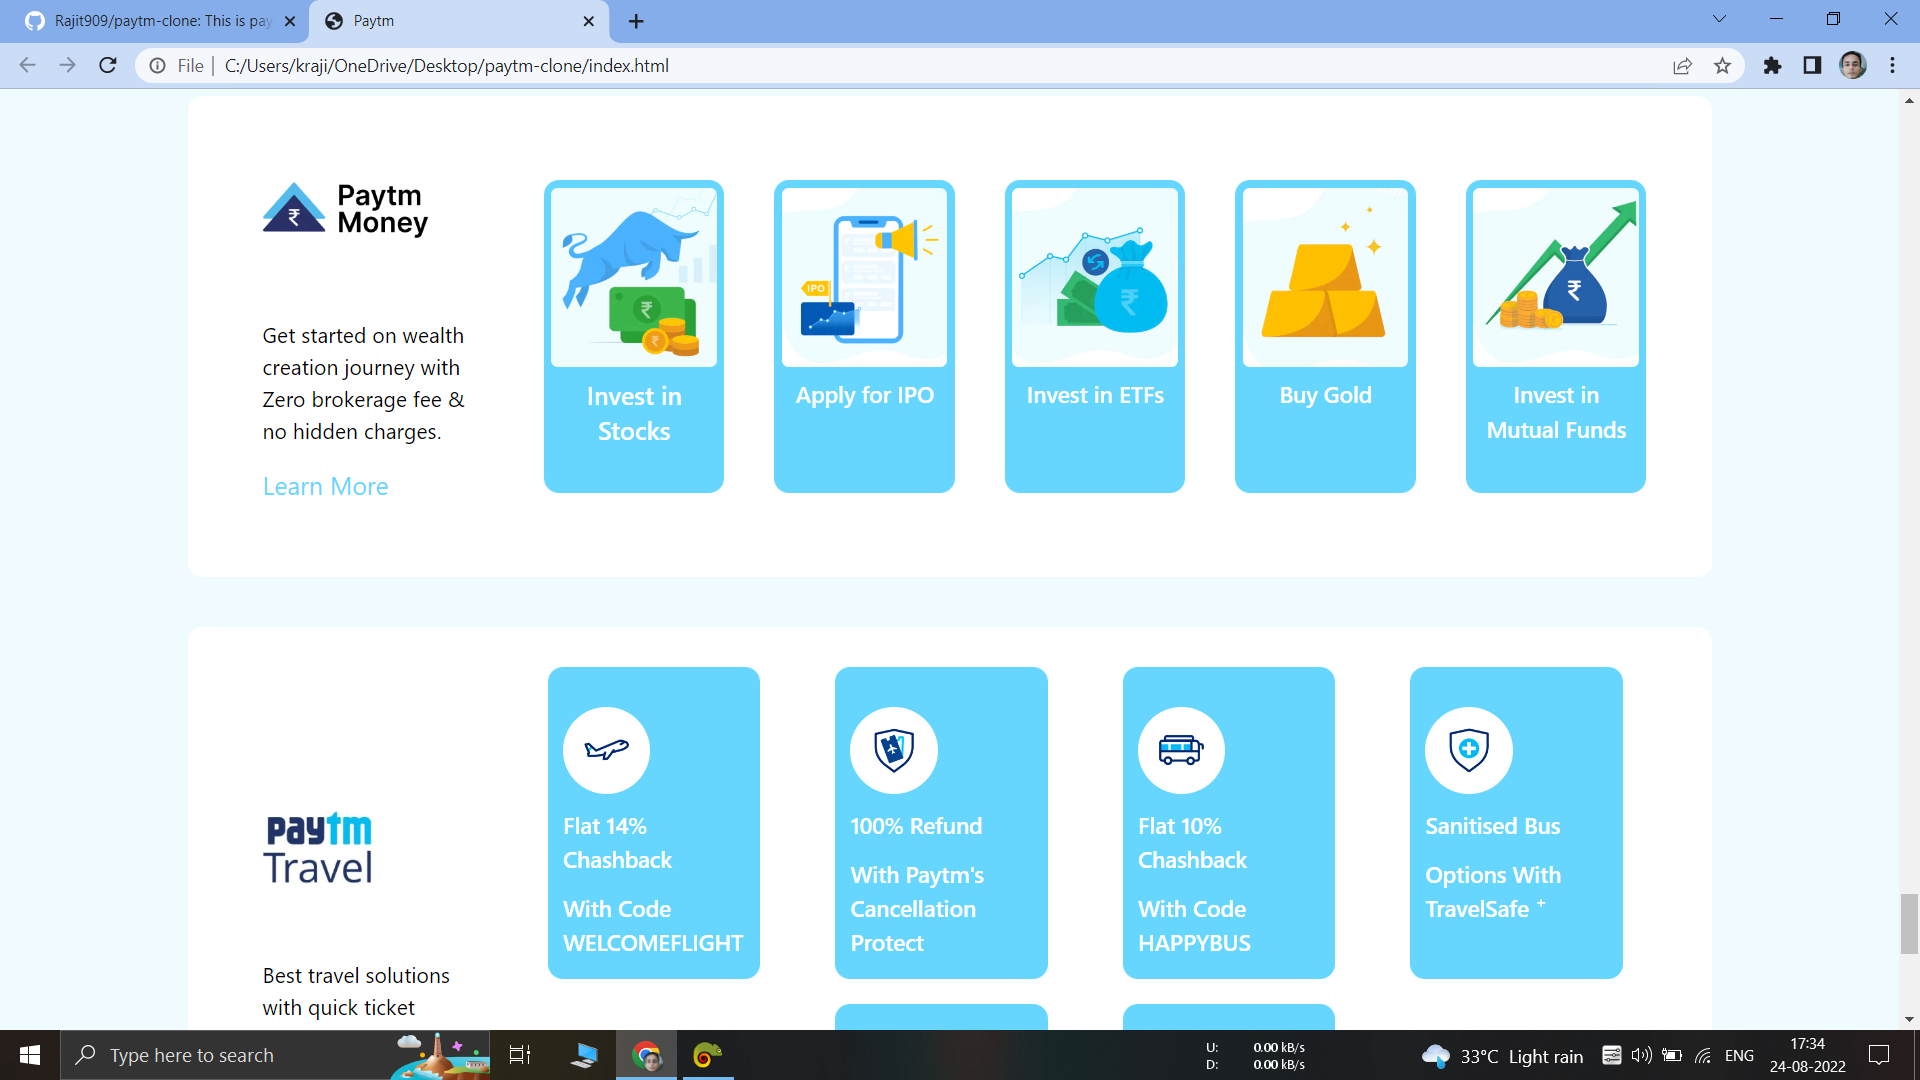 Rajit909/paytm-clone: This is pay
Paytm
File
C:/Users/kraji/OneDrive/Desktop/paytm-clone/index.html
Paytm
Money
Get started on wealth
creation journey with
Zero brokerage fee &
no hidden charges.
Learn More
Invest in
Stocks
IPO
Apply for IPO
Invest in ETFs
Buy Gold
Invest in
Mutual Funds
paytm
Travel
Best travel solutions
with quick ticket
Flat 14%
Chashback
With Code
WELCOMEFLIGHT
100% Refund
With Paytm's
Cancellation
Protect
Flat 10%
Chashback
With Code
HAPPYBUS
Sanitised Bus
Options With
TravelSafe +
Type here to search
U: 0.00 kB/s
D: 0.00 kB/s
33°C Light rain
ENG
17:34
24-08-2022